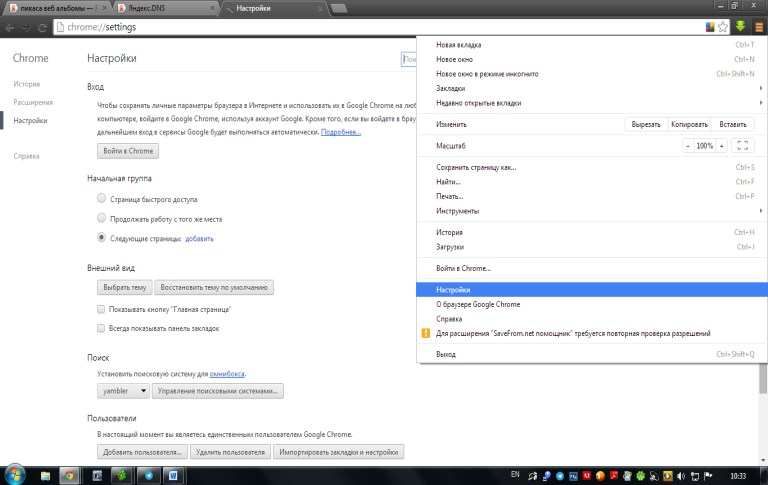 пикаса веб альбомы — Я
Яндекс.DNS
Настройки
chrome://settings
Chrome
История
Расширения
Настройки
Справка
Настройки
Вход
Чтобы сохранять личные параметры браузера в Интернете и использовать их в Google Chrome на люб
компьютере, войдите в Google Chrome, используя аккаунт Google. Кроме того, если вы войдете в брау
дальнейшем вход в сервисы Google будет выполняться автоматически. Подробнее...
Войти в Chrome
Начальная группа
Страница быстрого доступа
Продолжать работу с того же места
Следующие страницы: добавить
Внешний вид
Выбрать тему Восстановить тему по умолчанию
Показывать кнопку "Главная страница"
Всегда показывать панель закладок
Поиск
Установить поисковую систему для омнибокса.
yambler Управление поисковыми системами...
Пользователи
В настоящий момент вы являетесь единственным пользователем Google Chrome.
Добавить пользователя... Удалить пользователя Импортировать закладки и настройки
Пои
Новая вкладка Ctrl+T
Новое окно Ctrl+N
Новое окно в режиме инкогнито Ctrl+Shift+N
Закладки
Недавно открытые вкладки
Изменить Вырезать Копировать Вставить
Масштаб − 100% +
Сохранить страницу как... Ctrl+S
Найти... Ctrl+F
Печать... Ctrl+P
Инструменты
История Ctrl+H
Загрузки Ctrl+J
Войти в Chrome...
Настройки
О браузере Google Chrome
Справка
Для расширения "SaveFrom.net помощник" требуется повторная проверка разрешений
Выход Ctrl+Shift+Q
EN
10:33